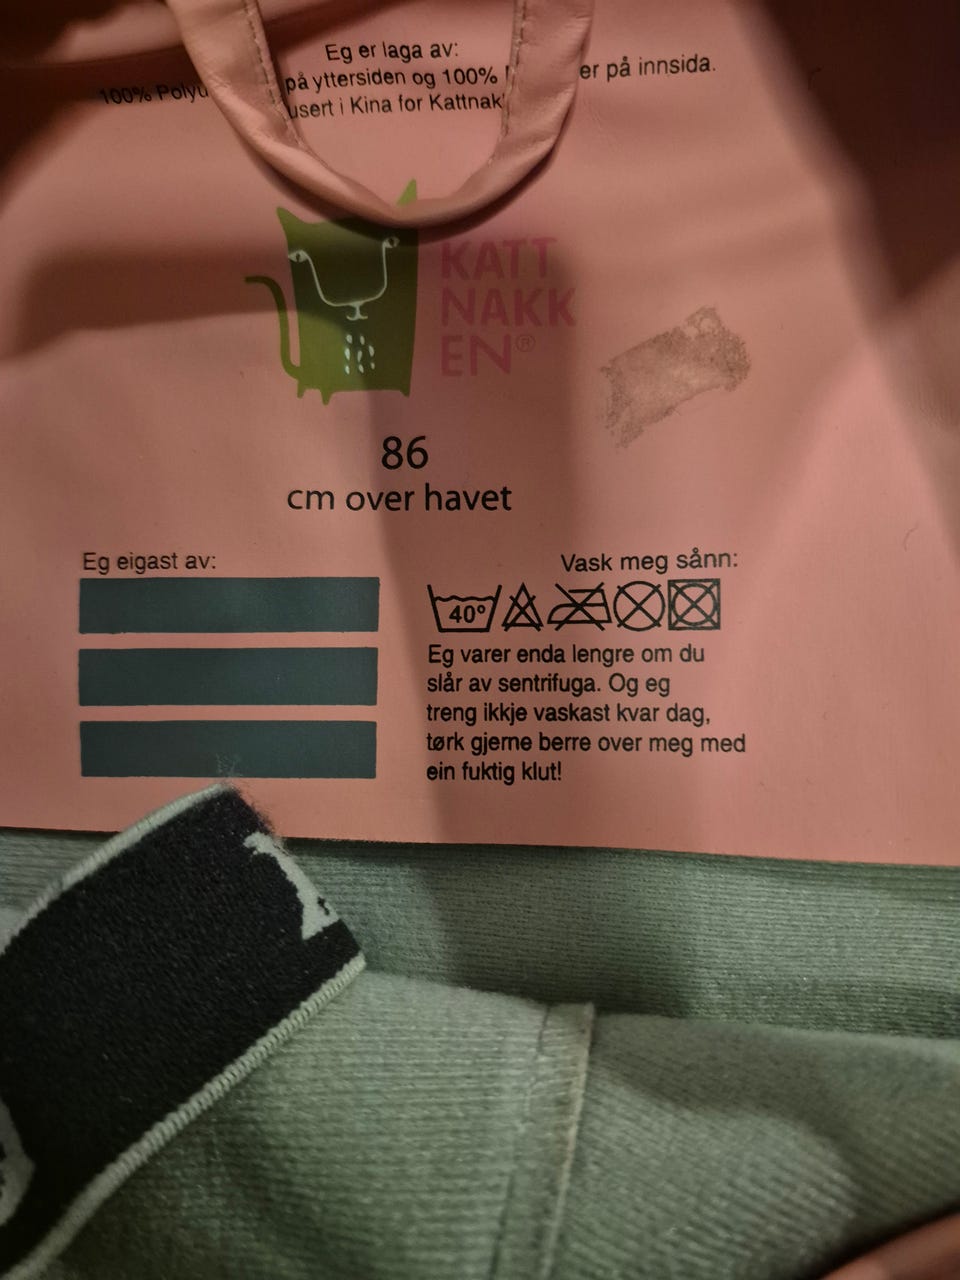 Eg er laga av:
100% Polyu på yttersiden og 100% er på innsida.
usert i Kina for Kattnak
KATT
NAKK
EN®
86
cm over havet
Eg eigast av:
Vask meg sånn:
40°
Eg varer enda lengre om du
slår av sentrifuga. Og eg
treng ikkje vaskast kvar dag,
tørk gjerne berre over meg med
ein fuktig klut!